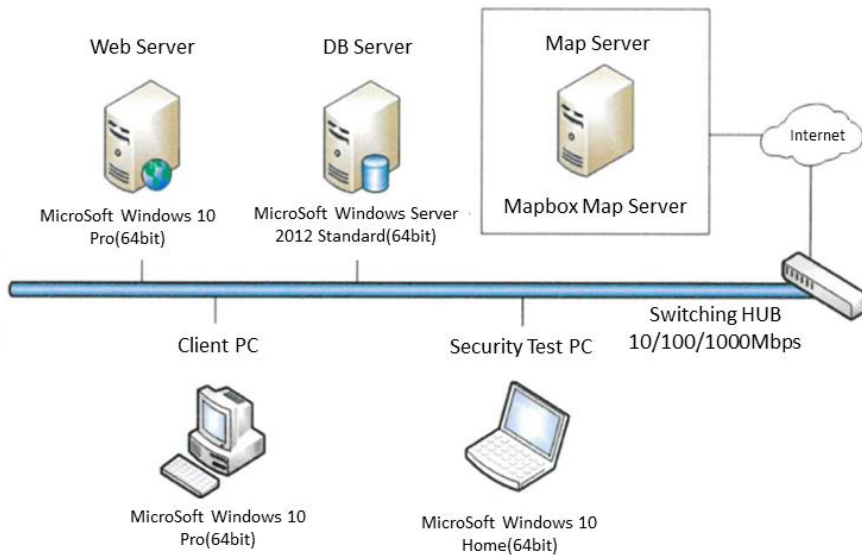 Web Server
DB Server
Map Server
Internet
Mapbox Map Server
MicroSoft Windows 10
Pro(64bit)
MicroSoft Windows Server
2012 Standard(64bit)
Switching HUB
10/100/1000Mbps
Client PC
Security Test PC
MicroSoft Windows 10
Pro(64bit)
MicroSoft Windows 10
Home(64bit)